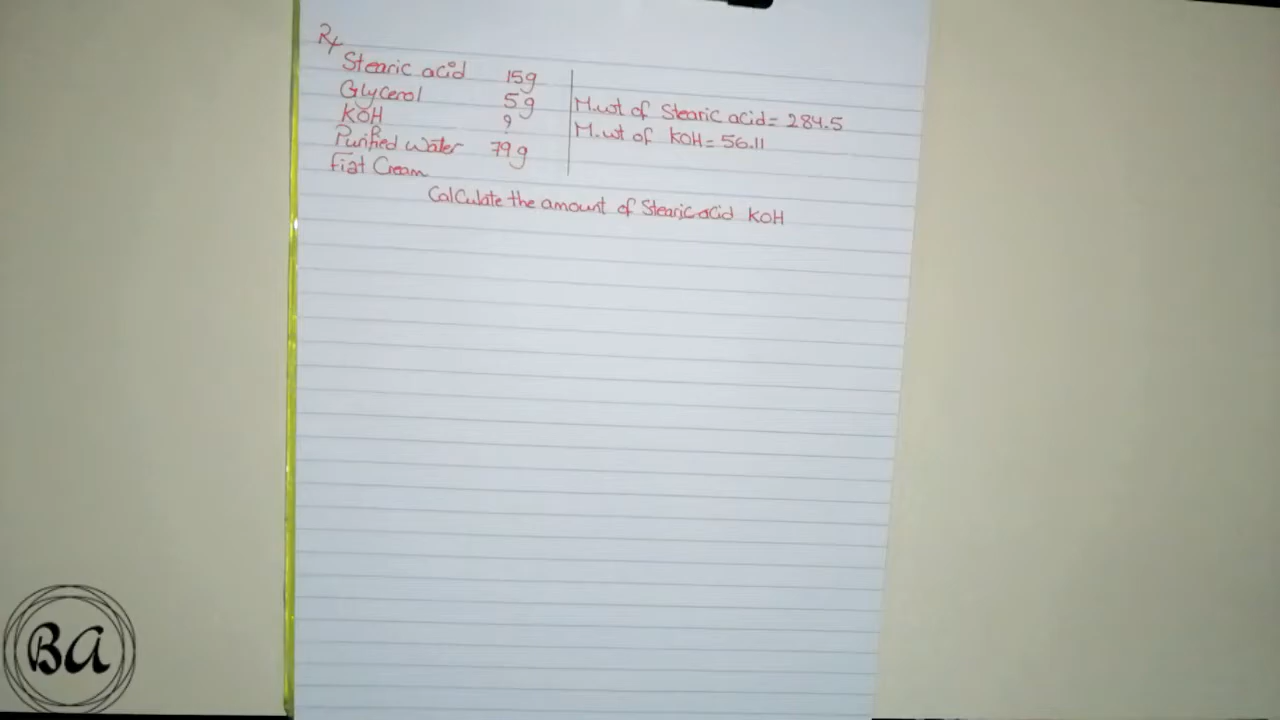 Rx
Stearic acid 15g
Glycerol 5g
KOH ?
Purified Water 79g
Fiat Cream
M.wt of Stearic acid = 284.5
M.wt of KOH = 56.11
Calculate the amount of Stearic acid KOH
BA